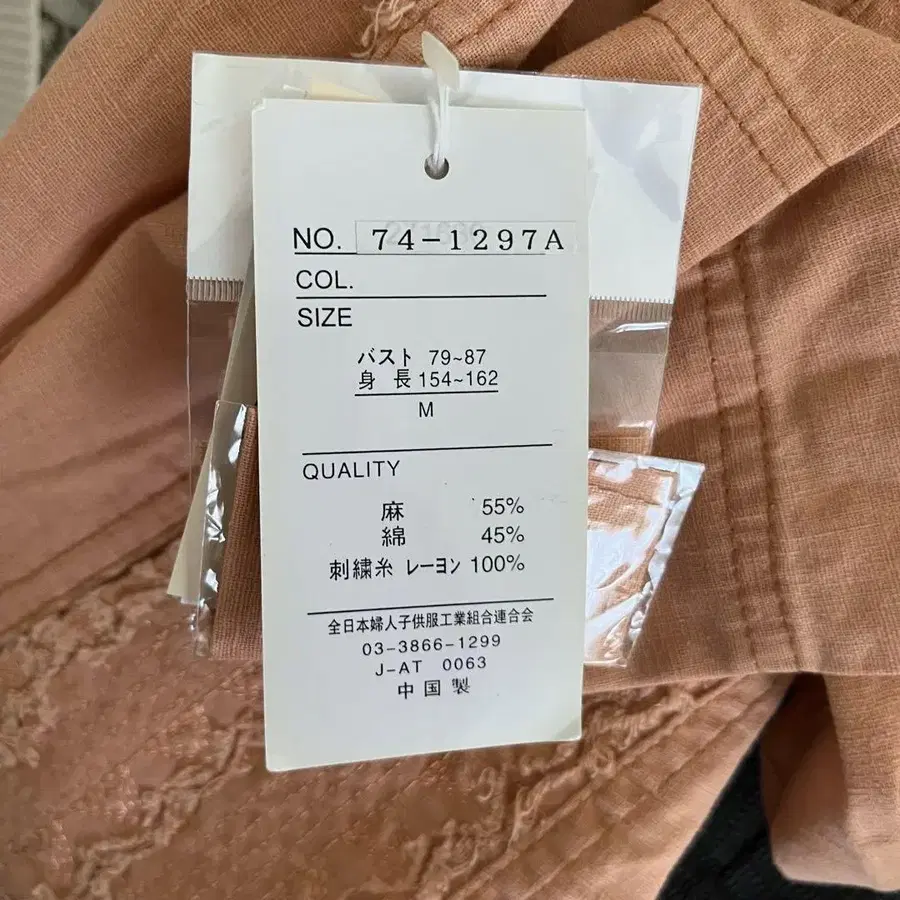 NO. 74-1297A
COL.
SIZE
バスト 79~87
身 長 154~162
M
QUALITY
麻 55%
綿 45%
刺繍糸 レーヨン 100%
全日本婦人子供服工業組合連合会
03-3866-1299
J-AT 0063
中国製